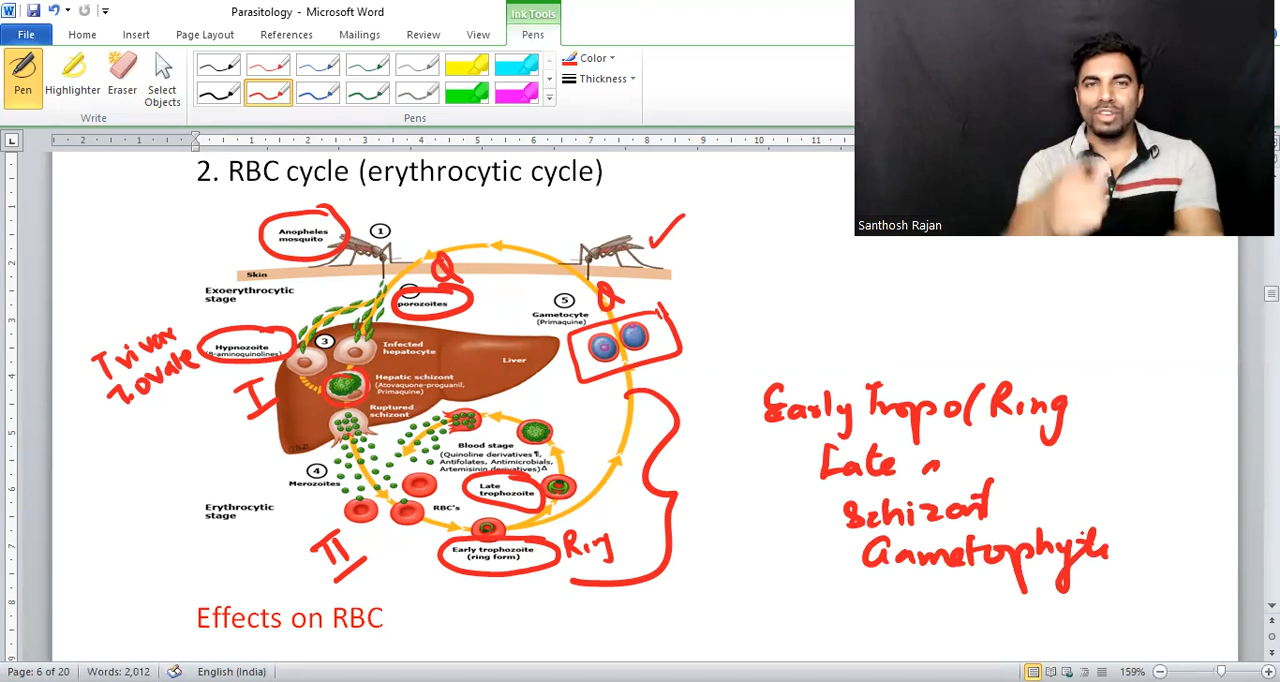 Parasitology - Microsoft Word
Ink Tools
File
Home
Insert
Page Layout
References
Mailings
Review
View
Pens
Pen
Highlighter
Eraser
Select Objects
Color
Thickness
Write
Pens
Santhosh Rajan
2. RBC cycle (erythrocytic cycle)
Anopheles
mosquito
1
Skin
Exoerythrocytic
stage
porozoites
5
Gametocyte
(Primaquine)
Hypnozoite
(8-aminoquinolines)
3
Infected
hepatocyte
Liver
Hepatic schizont
(Atovaquone-proguanil,
Primaquine)
Ruptured
schizont
I
Blood stage
(Quinoline derivatives ¶,
Antifolates, Antimicrobials,
Artemisinin derivatives)Δ
4
Merozoites
Late
trophozoite
RBC's
Erythrocytic
stage
II
Early trophozoite
(ring form)
Ring
Early Tropo/Ring
Late
Schizont
Gametophyte
Effects on RBC
Page: 6 of 20
Words: 2,012
English (India)
159%